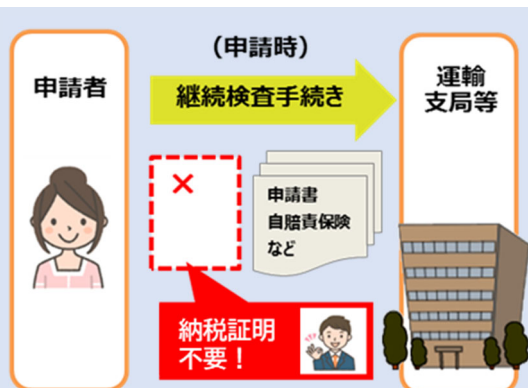 (申請時)
申請者
継続検査手続き
運輸
支局等
×
申請書
自賠責保険
など
納税証明
不要！